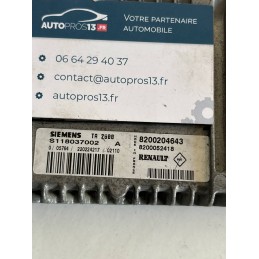 AUTOPROS13.FR
VOTRE PARTENAIRE
AUTOMOBILE
06 64 29 40 37
contact@autopros13.fr
autopros13.fr
SIEMENS
S118037002 A
8200204643
8200052418
RENAULT